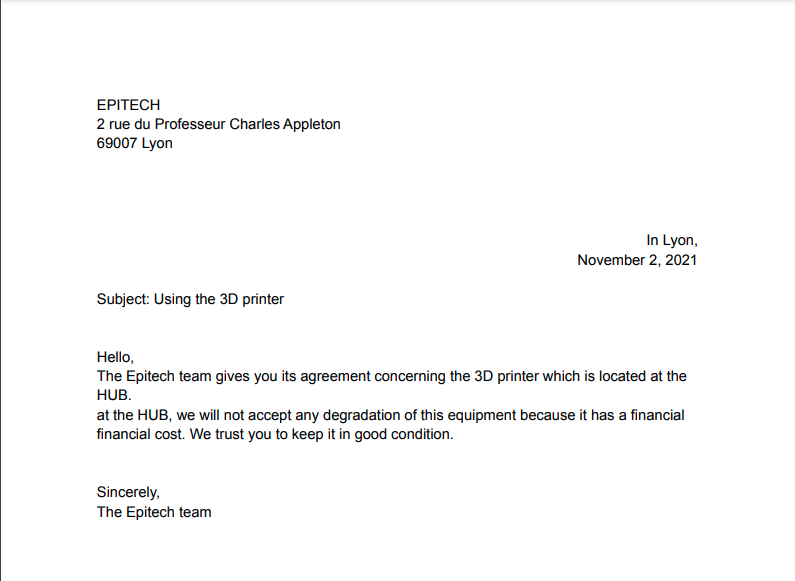 EPITECH
2 rue du Professeur Charles Appleton
69007 Lyon
In Lyon,
November 2, 2021
Subject: Using the 3D printer
Hello,
The Epitech team gives you its agreement concerning the 3D printer which is located at the
HUB.
at the HUB, we will not accept any degradation of this equipment because it has a financial
financial cost. We trust you to keep it in good condition.
Sincerely,
The Epitech team